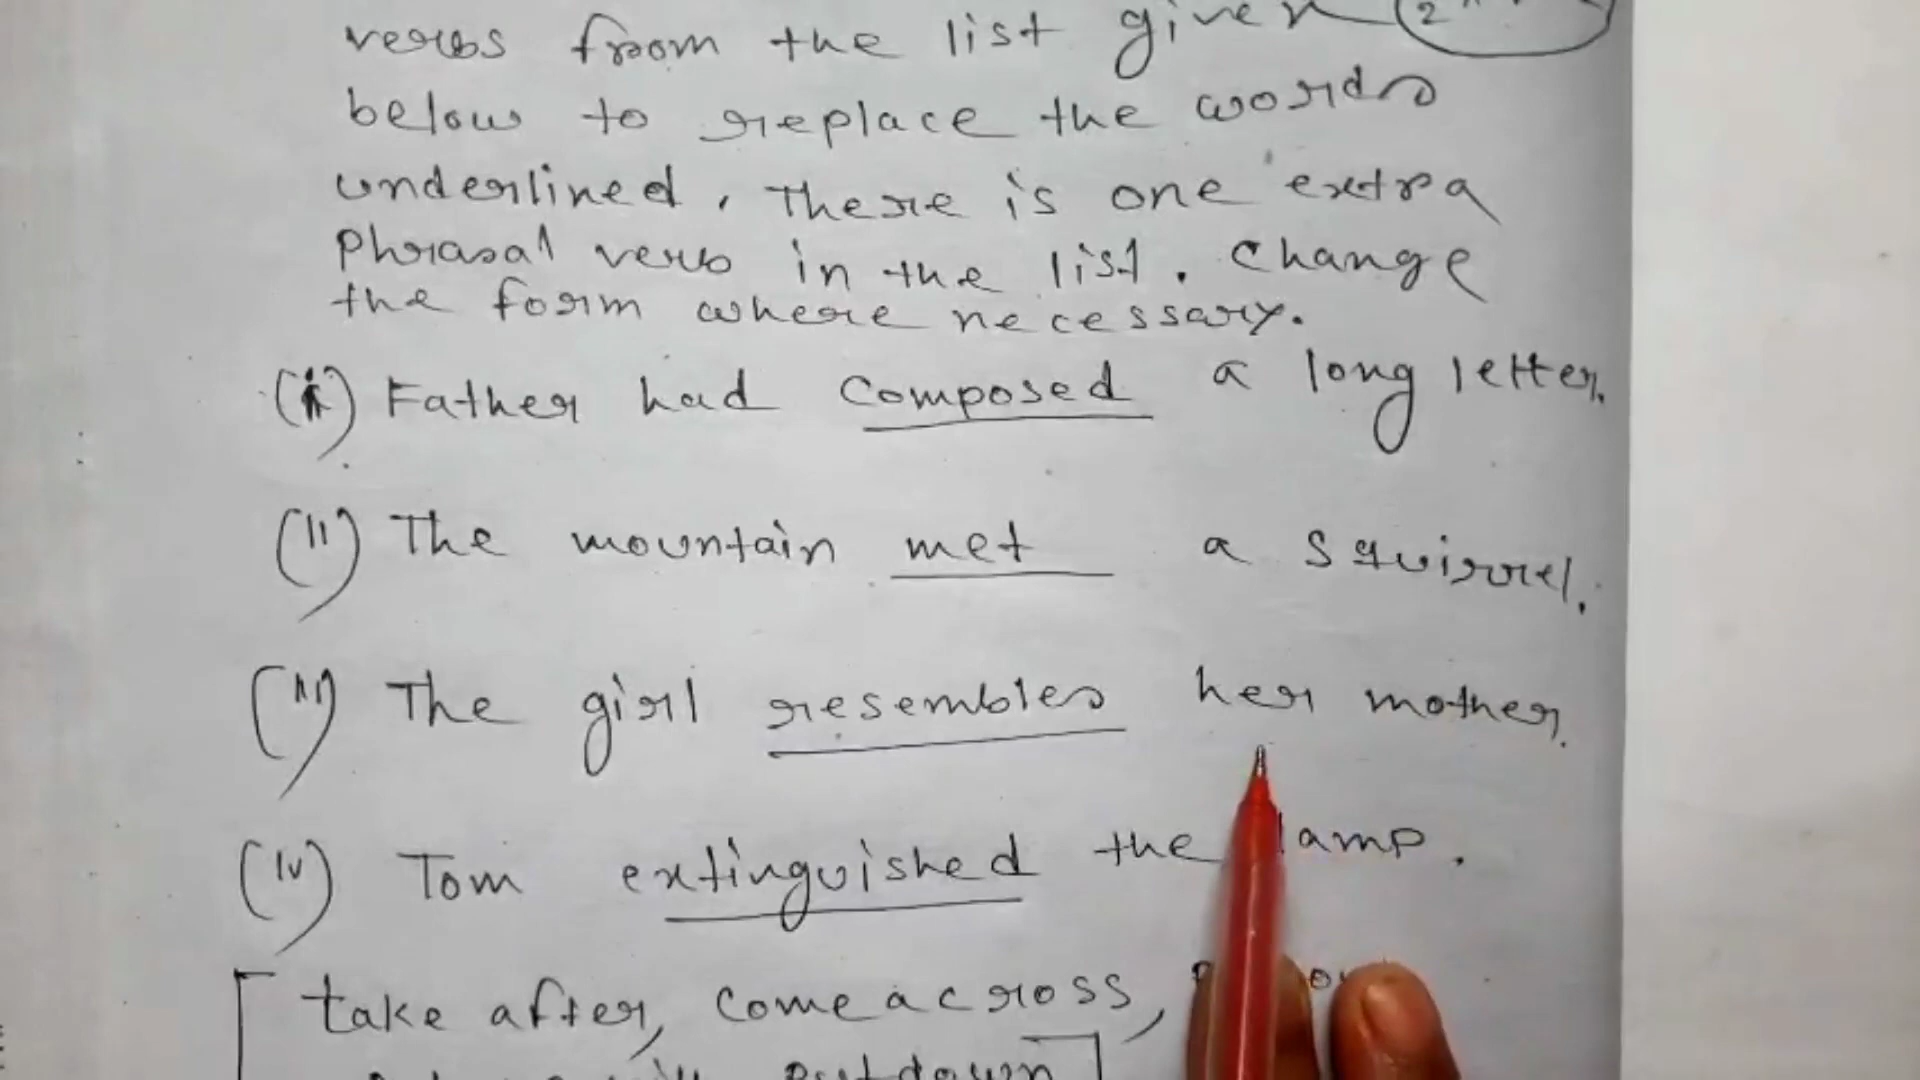 verbs from the list given
below to replace the words
underlined. There is one extra
phrasal verb in the list. Change
the form where necessary.
(i) Father had composed a long letter.
(ii) The mountain met a squirrel.
(iii) The girl resembles her mother.
(iv) Tom extinguished the lamp.
[take after, come across,
put down]